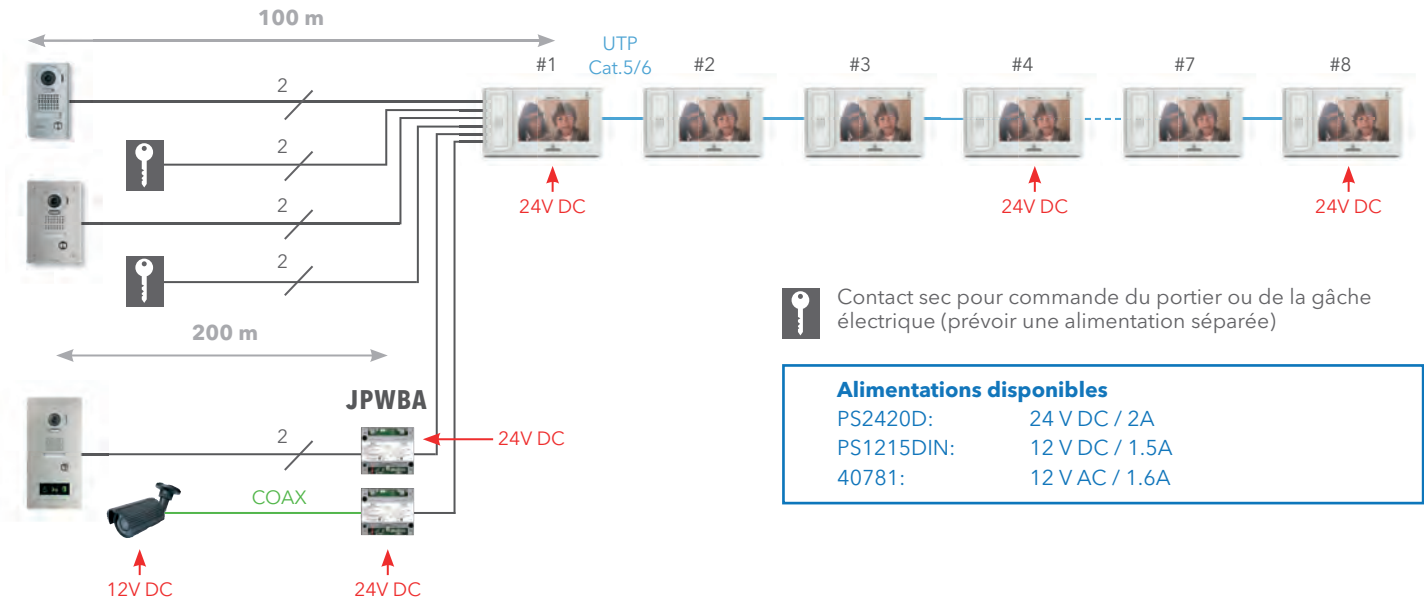 100 m
UTP
Cat.5/6
#1
#2
#3
#4
#7
#8
2
2
24V DC
24V DC
24V DC
2
2
Contact sec pour commande du portier ou de la gâche
électrique (prévoir une alimentation séparée)
200 m
Alimentations disponibles
PS2420D: 24 V DC / 2A
PS1215DIN: 12 V DC / 1.5A
40781: 12 V AC / 1.6A
JPWBA
2
24V DC
COAX
12V DC
24V DC